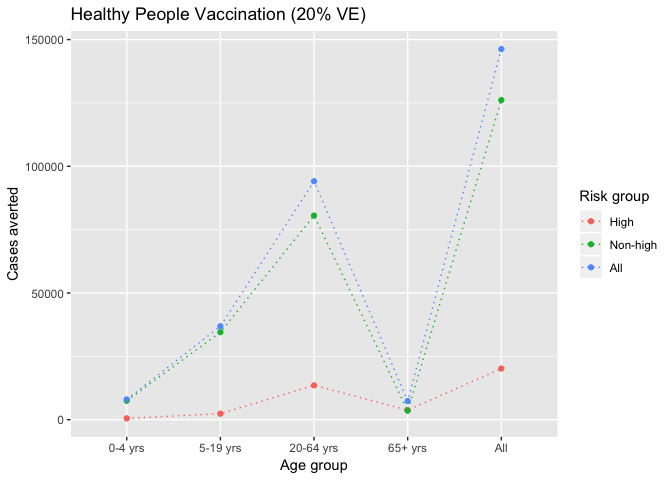 Healthy People Vaccination (20% VE)
150000
100000
50000
0
Cases averted
0-4 yrs
5-19 yrs
20-64 yrs
65+ yrs
All
Age group
Risk group
High
Non-high
All